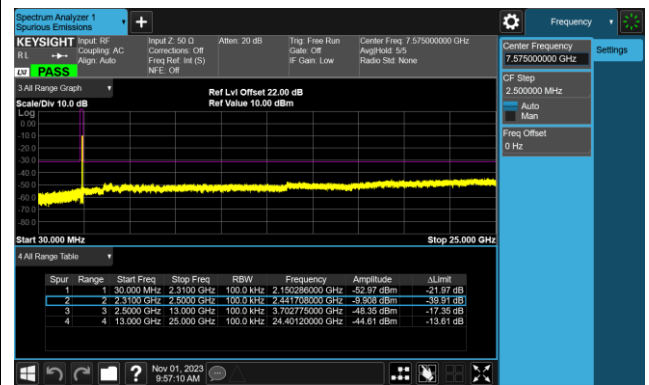 Spectrum Analyzer 1
Spurious Emissions
Frequency
KEYSIGHT
RL
PASS
Input: RF
Coupling: AC
Align: Auto
Input Z: 50 Ω
Corrections: Off
Freq Ref: Int (S)
NFE: Off
Atten: 20 dB
Trig: Free Run
Gate: Off
IF Gain: Low
Center Freq: 7.575000000 GHz
Avg|Hold: 5/5
Radio Std: None
Center Frequency
7.575000000 GHz
Settings
CF Step
2.500000 MHz
Auto
Man
Freq Offset
0 Hz
3 All Range Graph
Scale/Div 10.0 dB
Ref Lvl Offset 22.00 dB
Ref Value 10.00 dBm
Log
0.00
-10.0
-20.0
-30.0
-40.0
-50.0
-60.0
-70.0
-80.0
Start 30.000 MHz
Stop 25.000 GHz
4 All Range Table
Spur Range Start Freq Stop Freq RBW Frequency Amplitude ΔLimit
1 1 30.000 MHz 2.3100 GHz 100.0 kHz 2.150286000 GHz -52.97 dBm -21.97 dB
2 2 2.3100 GHz 2.5000 GHz 100.0 kHz 2.441708000 GHz -9.908 dBm -39.91 dB
3 3 2.5000 GHz 13.000 GHz 100.0 kHz 3.702775000 GHz -48.35 dBm -17.35 dB
4 4 13.000 GHz 25.000 GHz 100.0 kHz 24.40120000 GHz -44.61 dBm -13.61 dB
Nov 01, 2023
9:57:10 AM